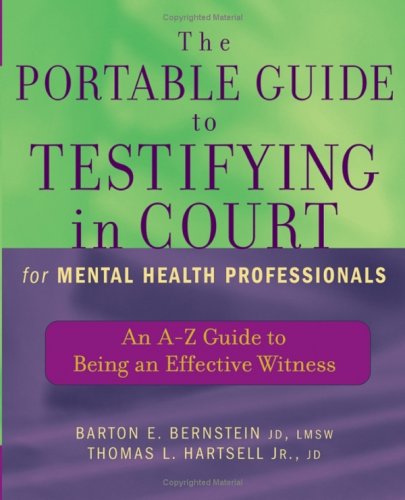 Copyrighted Material
The
PORTABLE GUIDE
to
TESTIFYING
in COURT
for MENTAL HEALTH PROFESSIONALS
An A-Z Guide to
Being an Effective Witness
BARTON E. BERNSTEIN JD, LMSW
THOMAS L. HARTSELL JR., JD
Copyrighted Material